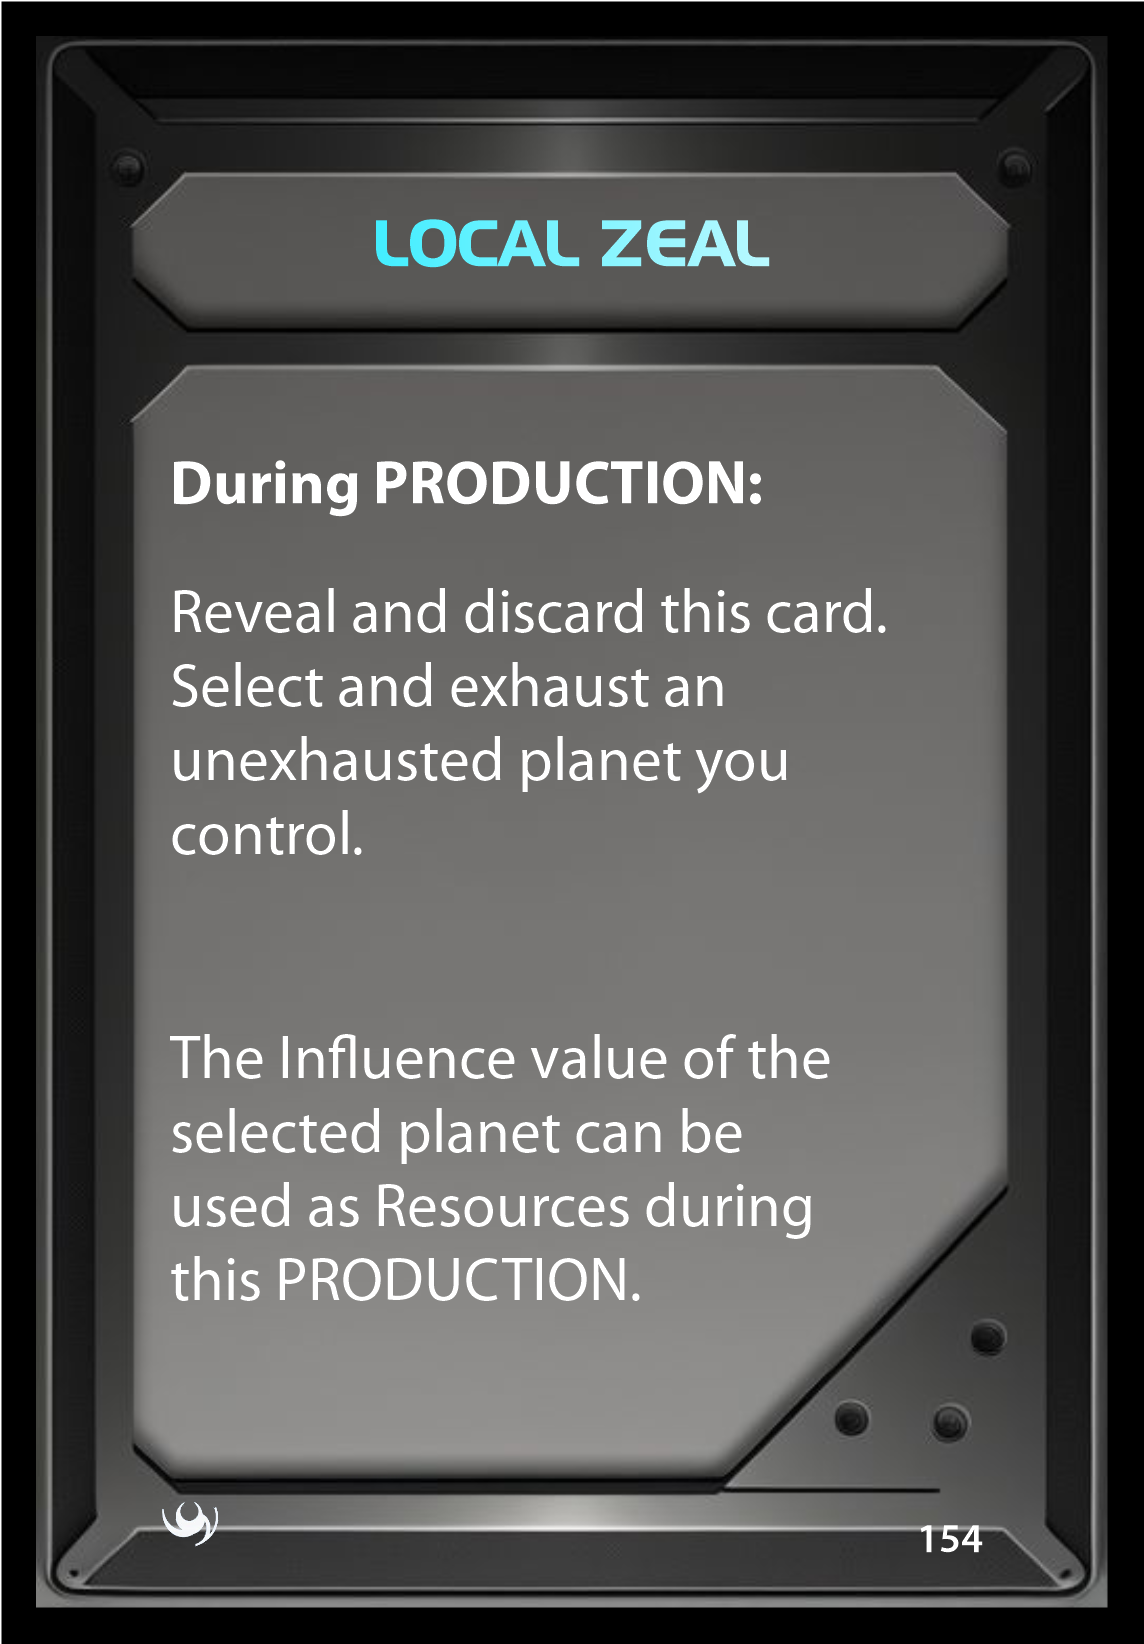 LOCAL ZEAL
During PRODUCTION:
Reveal and discard this card.
Select and exhaust an
unexhausted planet you
control.
The Influence value of the
selected planet can be
used as Resources during
this PRODUCTION.
154